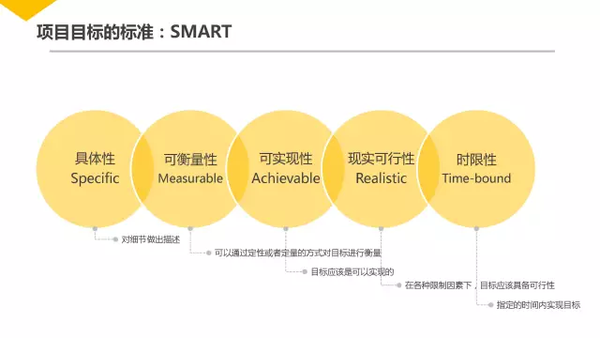 项目目标的标准：SMART
具体性
Specific
可衡量性
Measurable
可实现性
Achievable
现实可行性
Realistic
时限性
Time-bound
对细节做出描述
可以通过定性或者定量的方式对目标进行衡量
目标应该是可以实现的
在各种限制因素下，目标应该具备可行性
指定的时间内实现目标